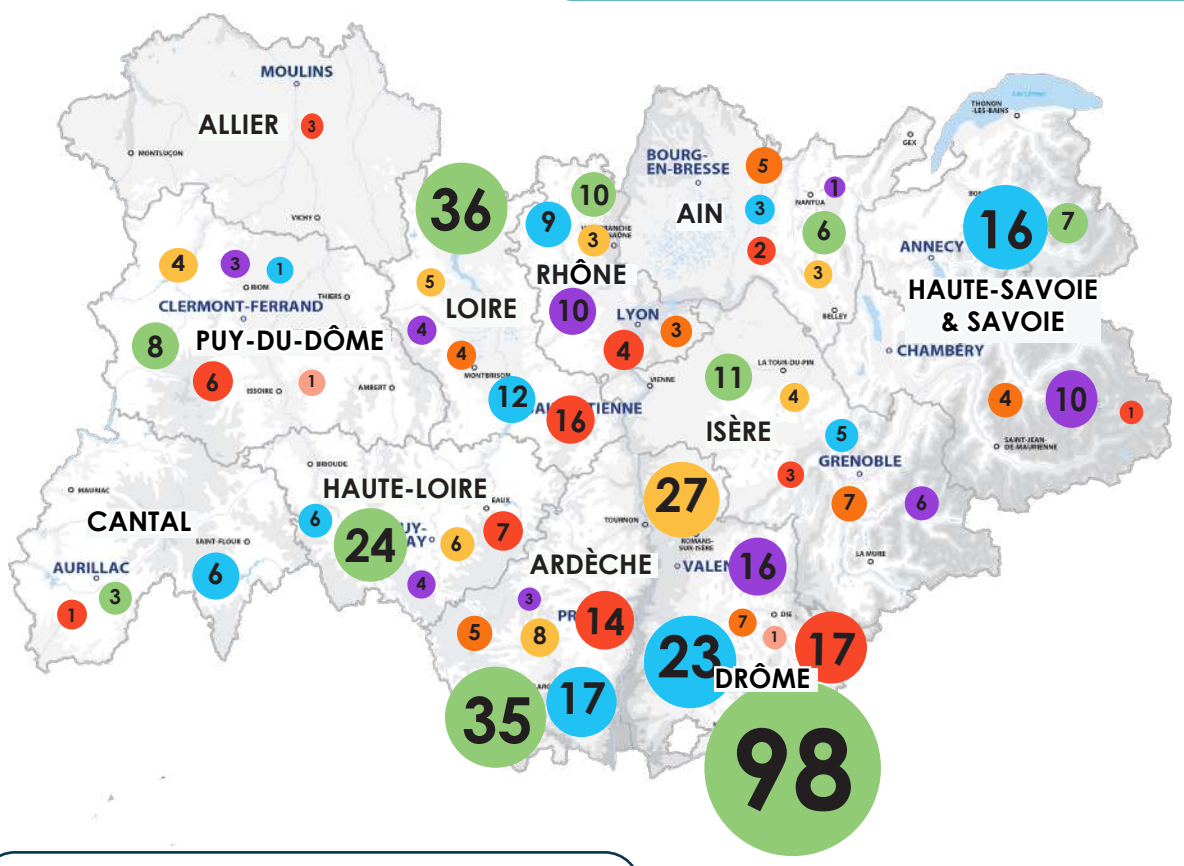 MOULINS
ALLIER
3
MONTLUÇON
VICHY
4
3
1
RIOM
THIERS
CLERMONT-FERRAND
PUY-DU-DÔME
8
6
1
ISSOIRE
AMBERT
36
5
LOIRE
4
4
MONTBRISON
12
16
10
9
3
RHÔNE
10
LYON
3
4
BOURG-
EN-BRESSE
5
AIN
3
2
1
NANTUA
6
3
BELLEY
GEX
THONON
-LES-BAINS
Lac Léman
16
7
ANNECY
HAUTE-SAVOIE
& SAVOIE
CHAMBÉRY
4
10
1
SAINT-JEAN-
DE-MAURIENNE
LA TOUR-DU-PIN
VIENNE
11
4
ISÈRE
5
GRENOBLE
3
7
6
LA MURE
BRIOUDE
HAUTE-LOIRE
6
24
6
7
4
MAURIAC
CANTAL
SAINT-FLOUR
AURILLAC
6
3
1
TOURNON
ARDÈCHE
3
14
5
8
35
17
27
ROMANS-
SUR-ISÈRE
16
DIE
7
1
23
17
DRÔME
98